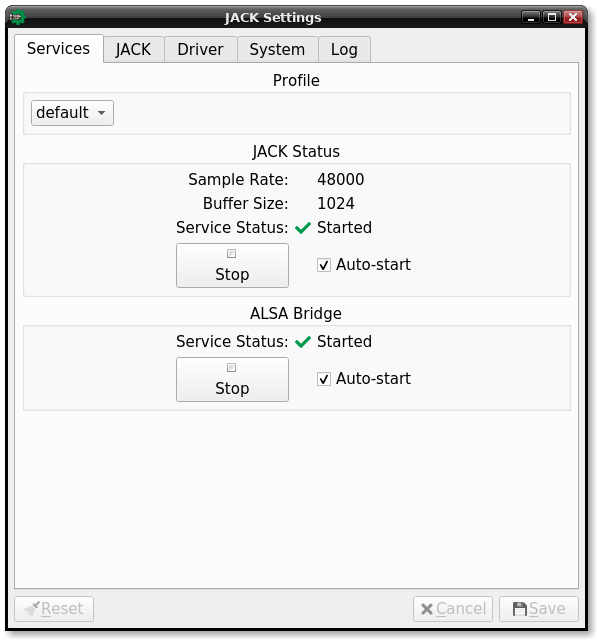 JACK Settings
Services JACK Driver System Log
Profile
default
JACK Status
Sample Rate: 48000
Buffer Size: 1024
Service Status: Started
Stop Auto-start
ALSA Bridge
Service Status: Started
Stop Auto-start
Reset Cancel Save